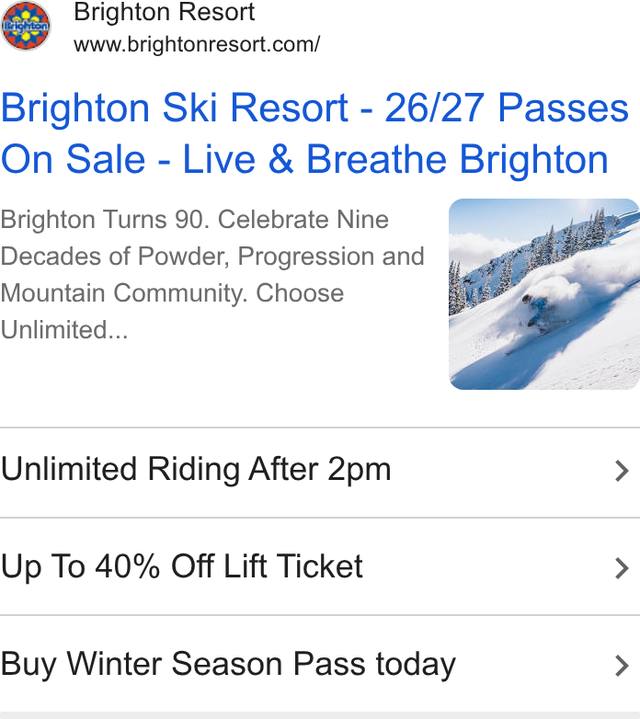 Brighton
Brighton Resort
www.brightonresort.com/
Brighton Ski Resort - 26/27 Passes
On Sale - Live & Breathe Brighton
Brighton Turns 90. Celebrate Nine
Decades of Powder, Progression and
Mountain Community. Choose
Unlimited...
Unlimited Riding After 2pm
Up To 40% Off Lift Ticket
Buy Winter Season Pass today